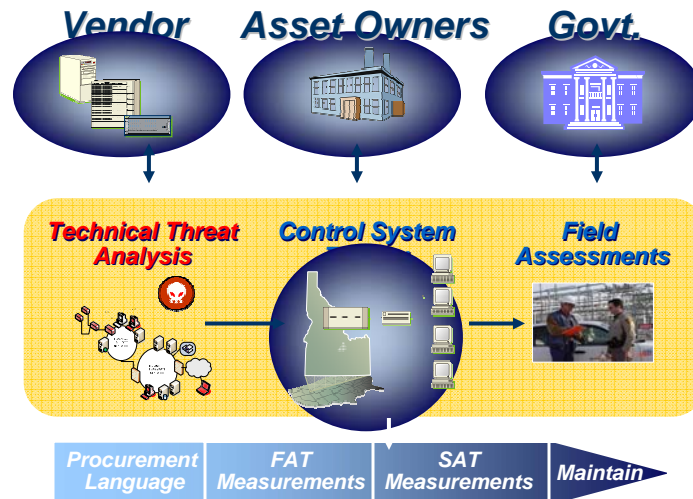 Vendor
Asset Owners
Govt.
Technical Threat
Analysis
Control System
Field
Assessments
Procurement
Language
FAT
Measurements
SAT
Measurements
Maintain